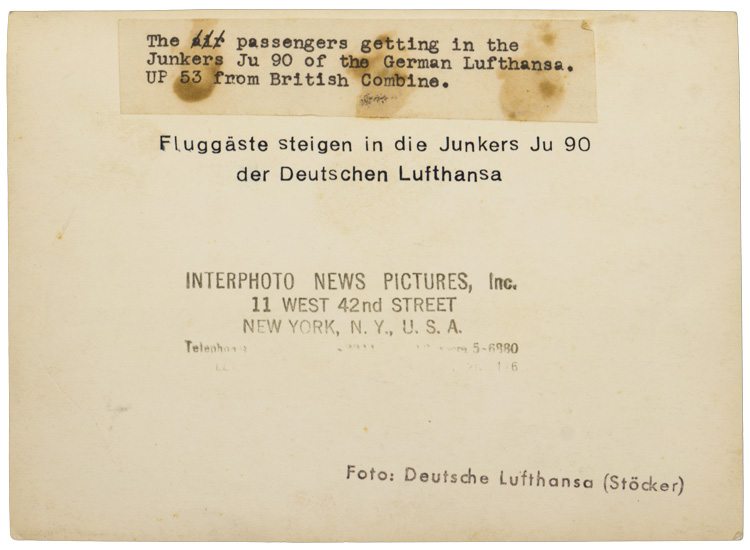 The air passengers getting in the
Junkers Ju 90 of the German Lufthansa.
UP 53 from British Combine.
Fluggäste steigen in die Junkers Ju 90
der Deutschen Lufthansa
INTERPHOTO NEWS PICTURES, Inc.
11 WEST 42nd STREET
NEW YORK, N. Y., U. S. A.
5-6880
Foto: Deutsche Lufthansa (Stöcker)